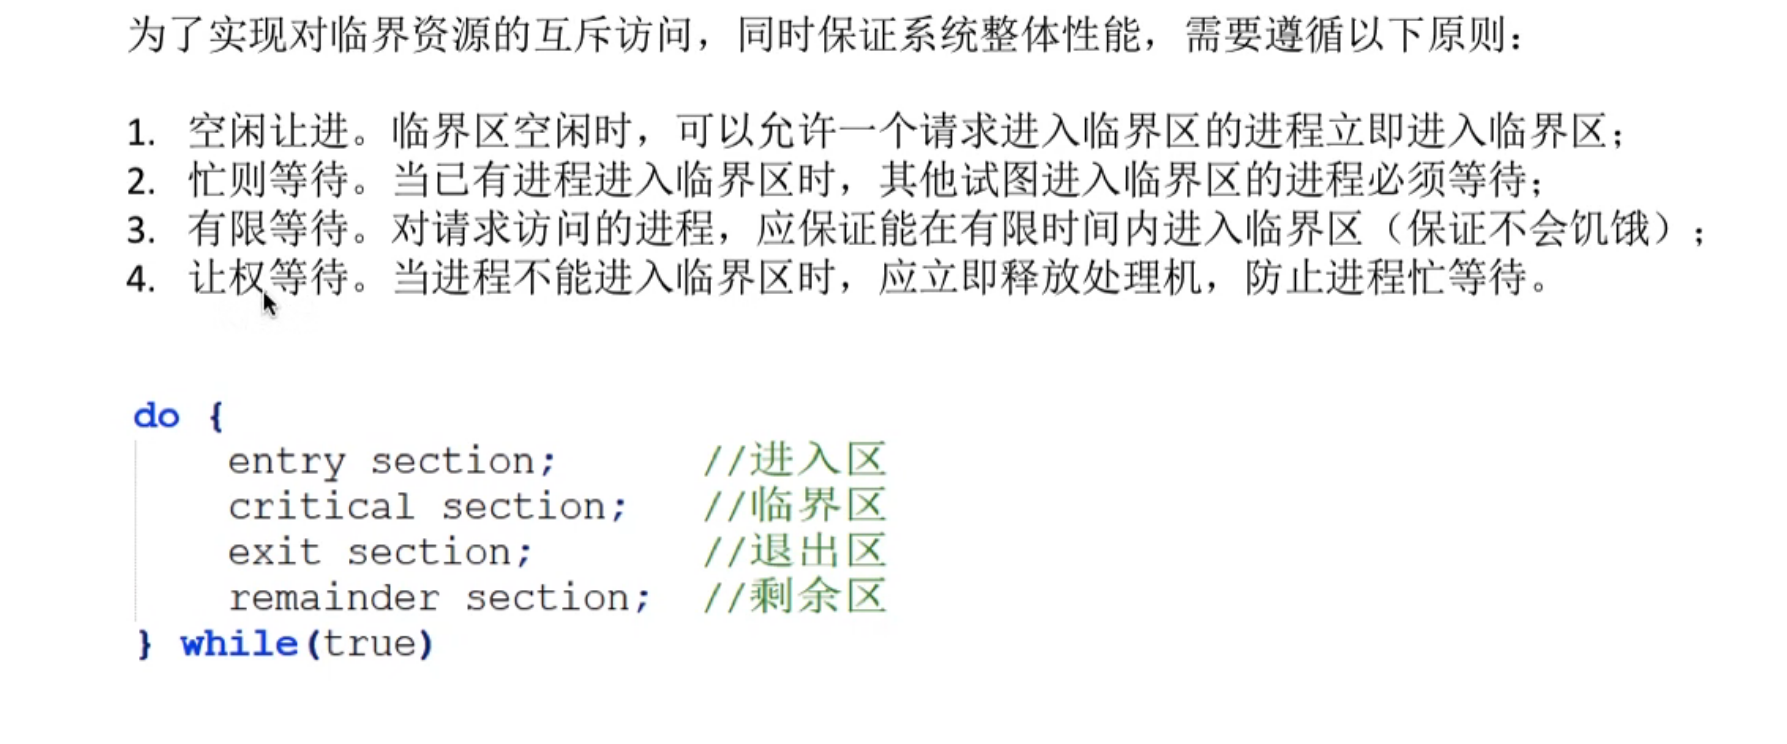 为了实现对临界资源的互斥访问，同时保证系统整体性能，需要遵循以下原则：
1. 空闲让进。临界区空闲时，可以允许一个请求进入临界区的进程立即进入临界区；
2. 忙则等待。当已有进程进入临界区时，其他试图进入临界区的进程必须等待；
3. 有限等待。对请求访问的进程，应保证能在有限时间内进入临界区（保证不会饥饿）；
4. 让权等待。当进程不能进入临界区时，应立即释放处理机，防止进程忙等待。
do {
entry section; //进入区
critical section; //临界区
exit section; //退出区
remainder section; //剩余区
} while(true)